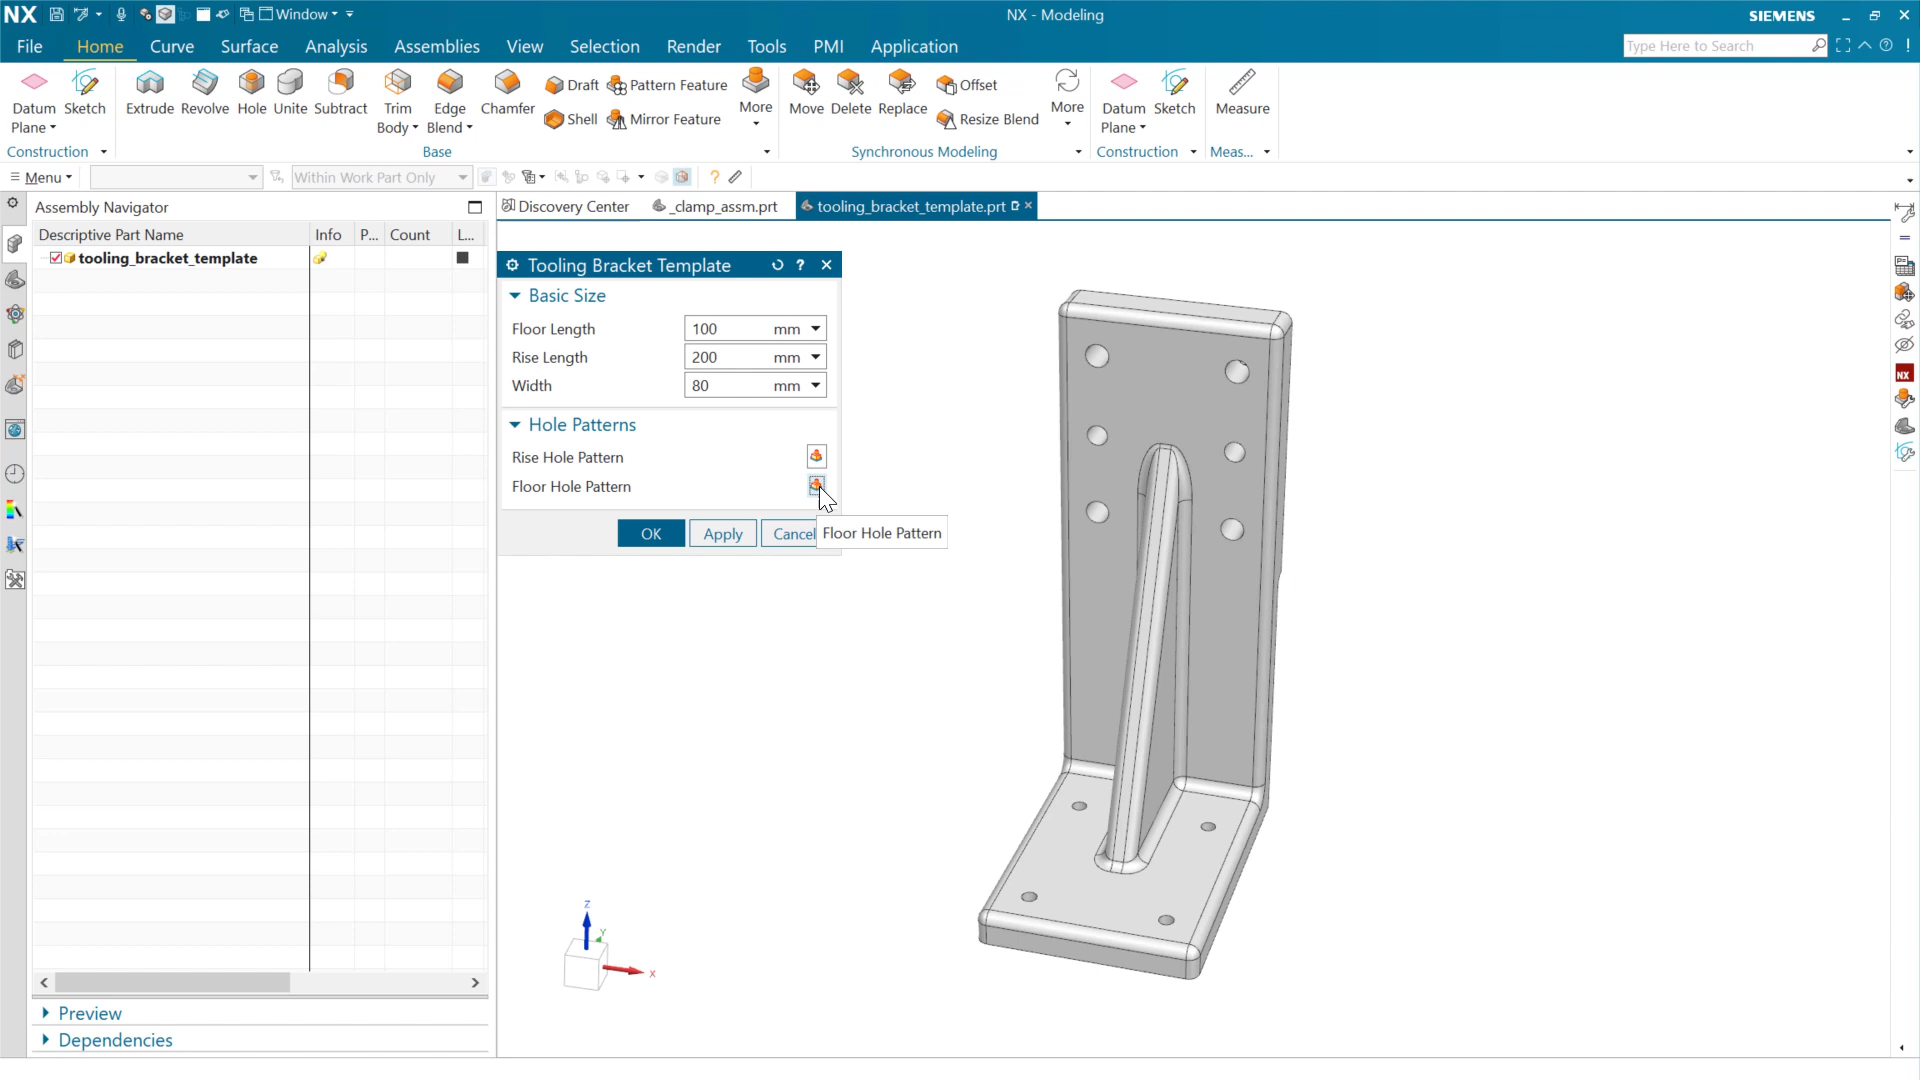 NX Window NX - Modeling SIEMENS
File Home Curve Surface Analysis Assemblies View Selection Render Tools PMI Application Type Here to Search
Datum Plane Sketch Extrude Revolve Hole Unite Subtract Trim Body Edge Blend Chamfer Draft Shell Pattern Feature Mirror Feature More Move Delete Replace Offset Resize Blend More Datum Plane Sketch Measure
Construction Base Synchronous Modeling Construction Meas...
Menu Within Work Part Only
Assembly Navigator
Discovery Center _clamp_assm.prt tooling_bracket_template.prt
Descriptive Part Name Info P... Count L...
tooling_bracket_template
Tooling Bracket Template
Basic Size
Floor Length 100 mm
Rise Length 200 mm
Width 80 mm
Hole Patterns
Rise Hole Pattern
Floor Hole Pattern
OK Apply Cancel
Floor Hole Pattern
NX
Z
Y
X
Preview
Dependencies